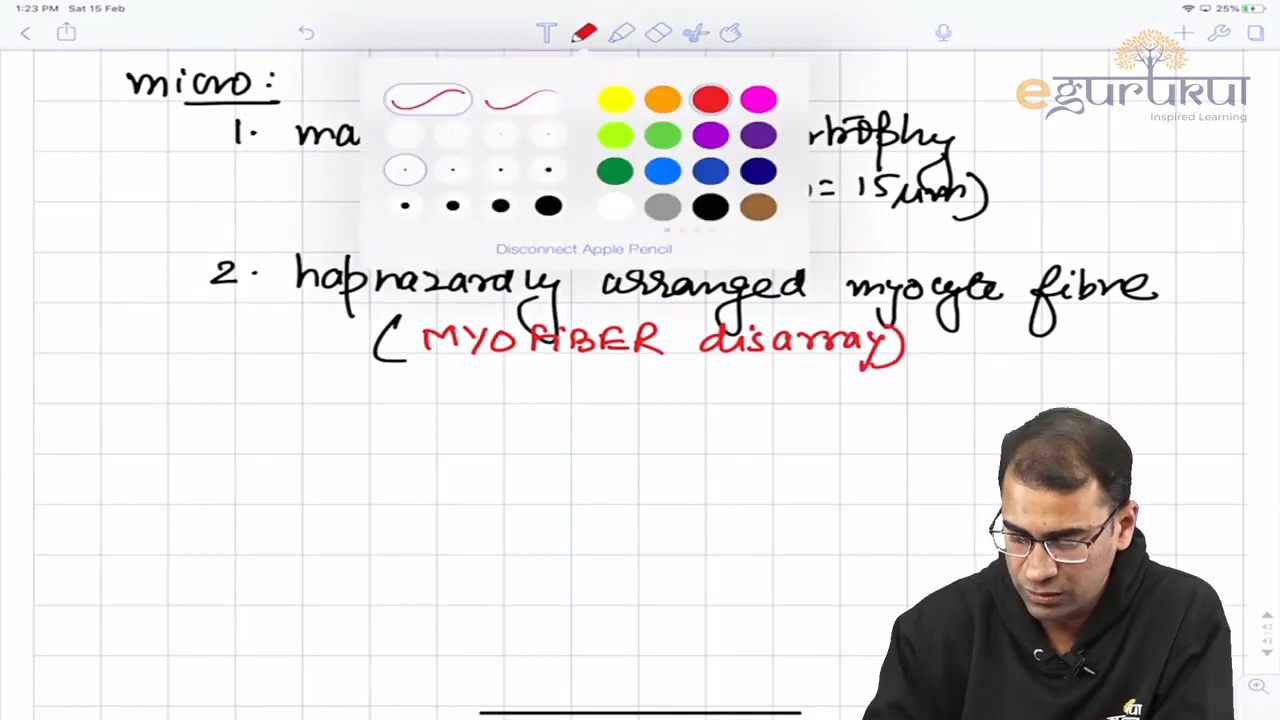 1:23 PM Sat 15 Feb
25%
T
micro :
eGURUKUL
Inspired Learning
1. ma
= 15 μm)
Disconnect Apple Pencil
2. haphazardly arranged myocyte fibre
(MYOFIBER disarray)